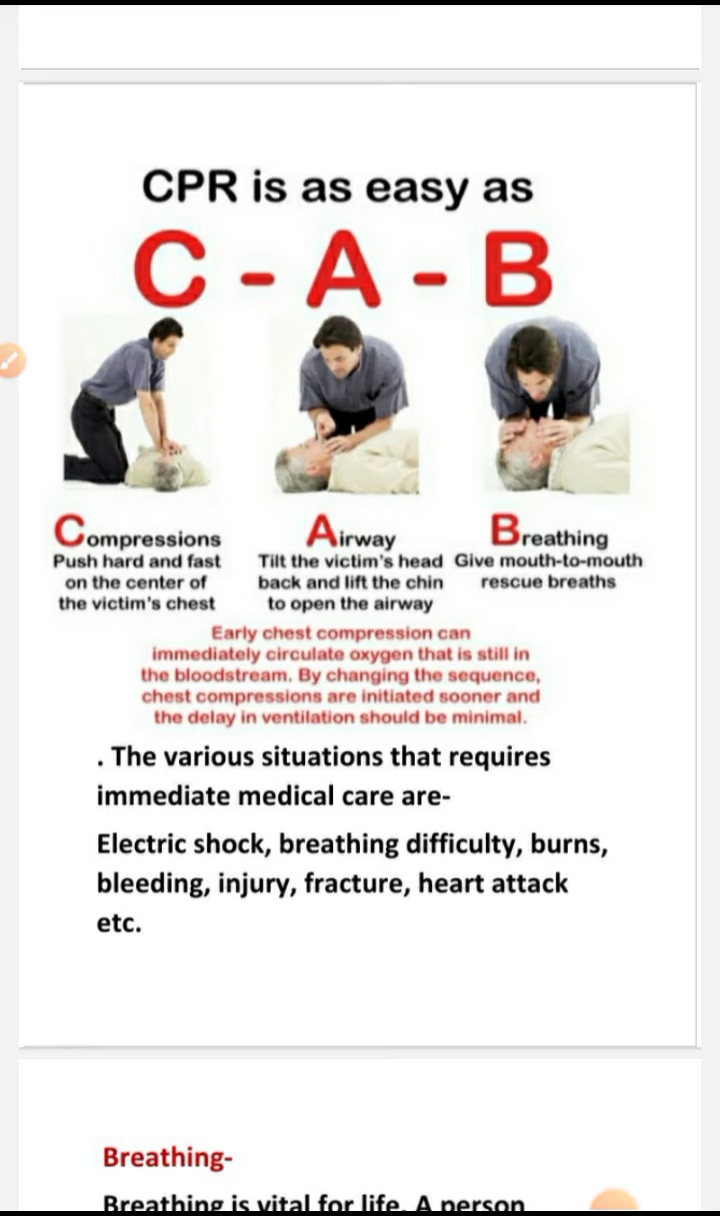 CPR is as easy as
C - A - B
Compressions
Push hard and fast
on the center of
the victim's chest
Airway
Tilt the victim's head
back and lift the chin
to open the airway
Breathing
Give mouth-to-mouth
rescue breaths
Early chest compression can
immediately circulate oxygen that is still in
the bloodstream. By changing the sequence,
chest compressions are initiated sooner and
the delay in ventilation should be minimal.
. The various situations that requires
immediate medical care are-
Electric shock, breathing difficulty, burns,
bleeding, injury, fracture, heart attack
etc.
Breathing-
Breathing is vital for life. A person